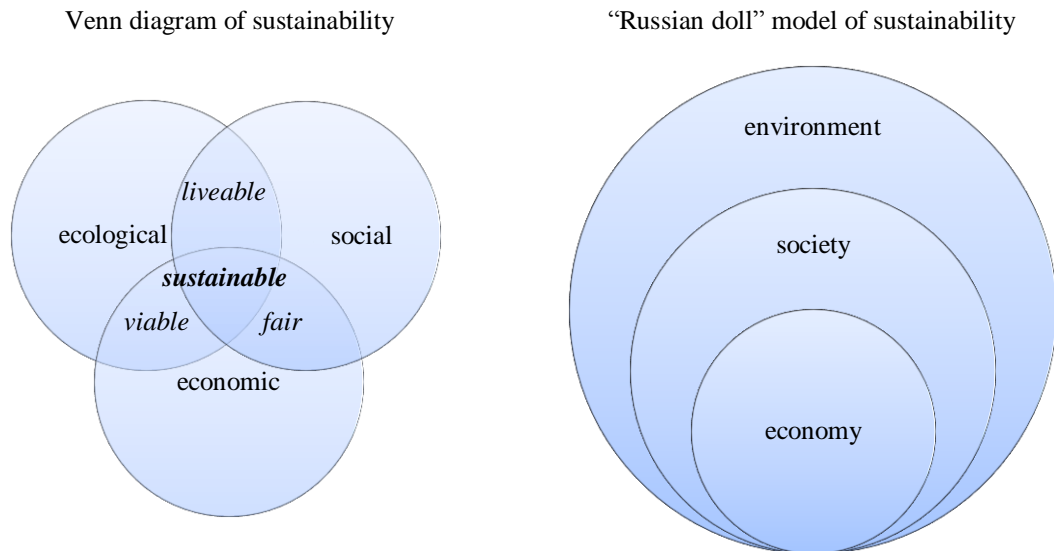 Venn diagram of sustainability
“Russian doll” model of sustainability
liveable
ecological
social
sustainable
viable
fair
economic
environment
society
economy